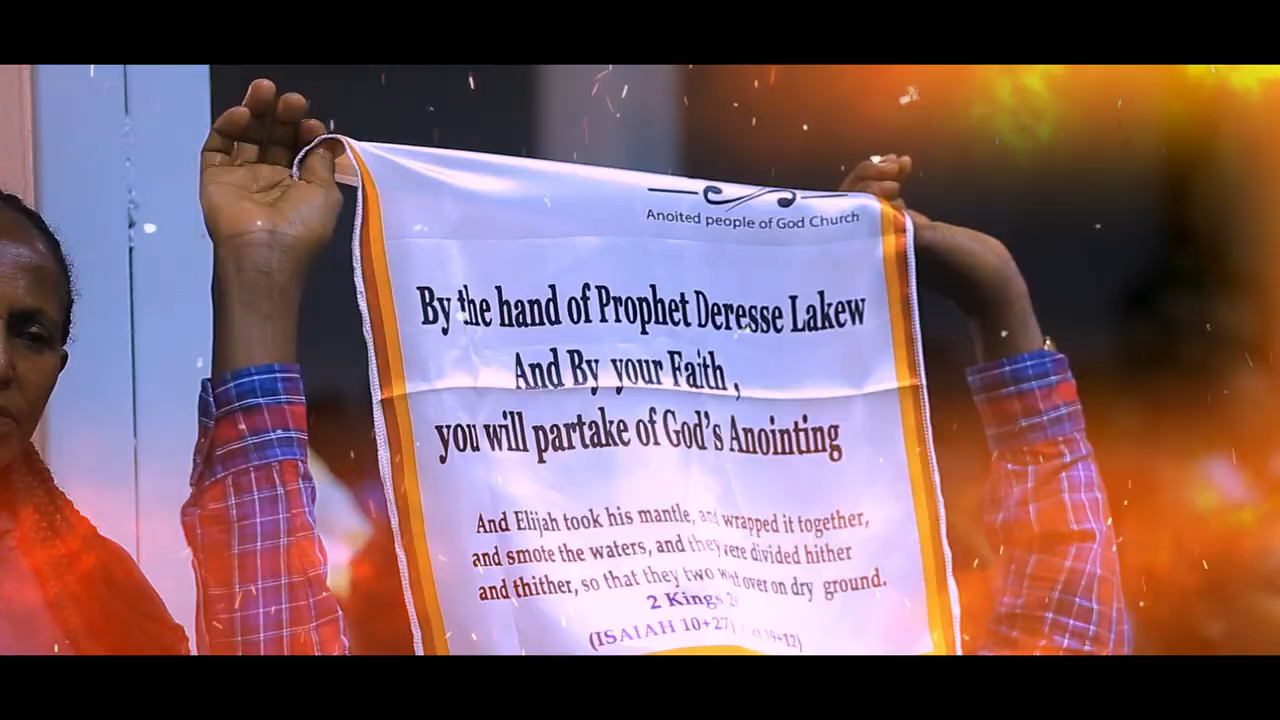 Anoited people of God Church
By the hand of Prophet Deresse Lakew
And By your Faith ,
you will partake of God's Anointing
And Elijah took his mantle, and wrapped it together,
and smote the waters, and they were divided hither
and thither, so that they two went over on dry ground.
2 Kings
(ISAIAH 10+27)